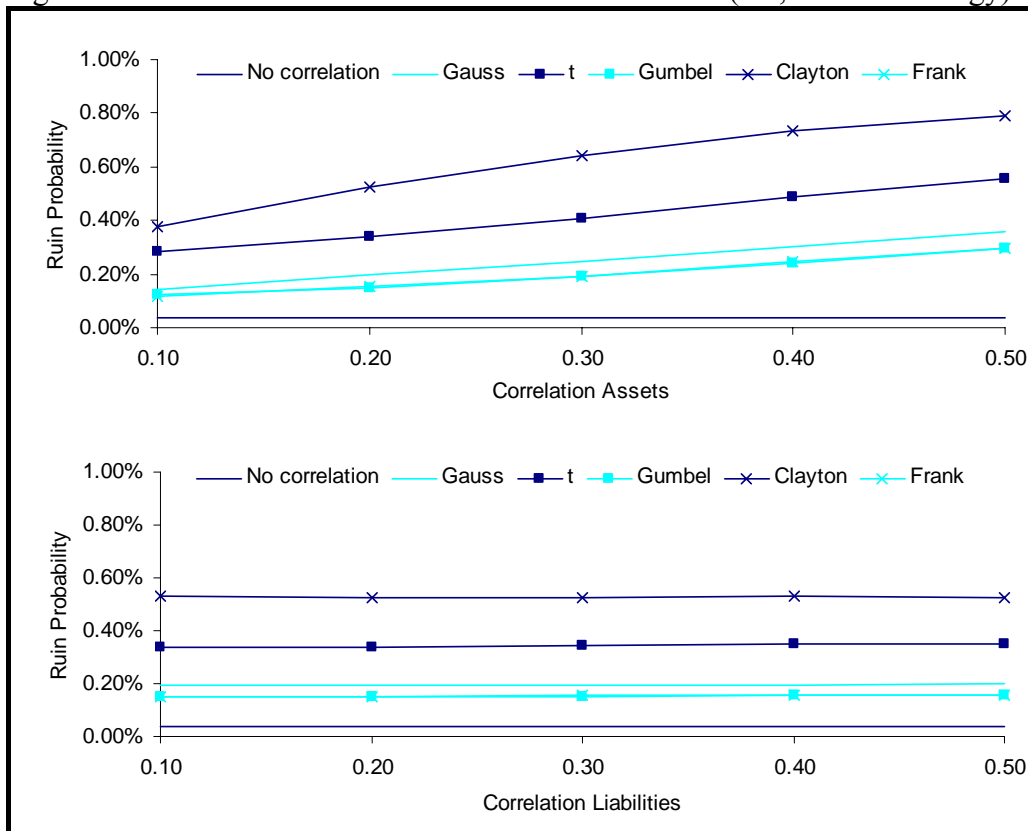 1.00%
No correlation Gauss t Gumbel Clayton Frank
0.80%
0.60%
0.40%
0.20%
0.00%
Ruin Probability
0.10 0.20 0.30 0.40 0.50
Correlation Assets
1.00%
No correlation Gauss t Gumbel Clayton Frank
0.80%
0.60%
0.40%
0.20%
0.00%
Ruin Probability
0.10 0.20 0.30 0.40 0.50
Correlation Liabilities